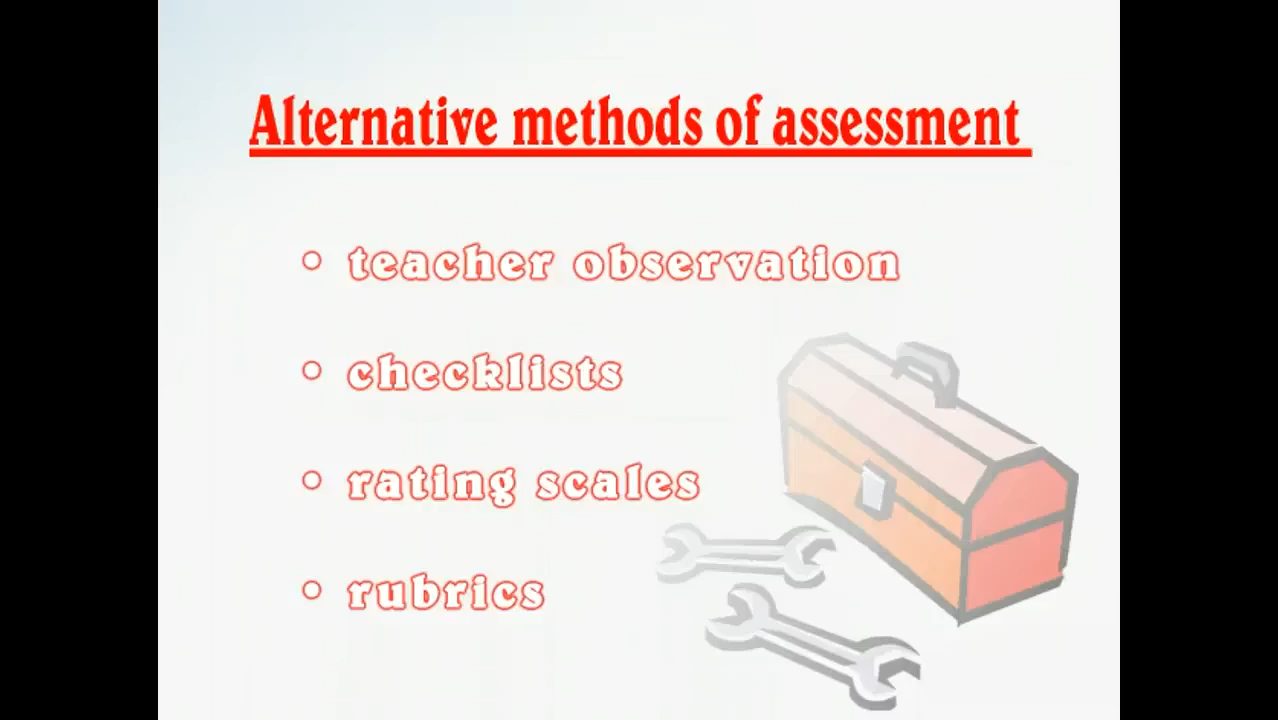 Alternative methods of assessment
• teacher observation
• checklists
• rating scales
• rubrics